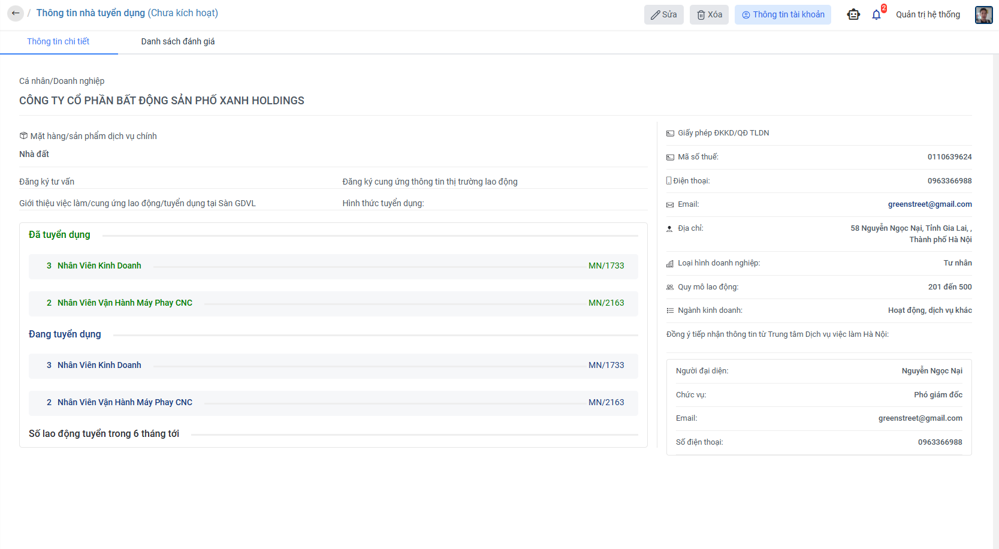 / Thông tin nhà tuyển dụng (Chưa kích hoạt)
Sửa
Xóa
Thông tin tài khoản
2
Quản trị hệ thống
Thông tin chi tiết
Danh sách đánh giá
Cá nhân/Doanh nghiệp
CÔNG TY CỔ PHẦN BẤT ĐỘNG SẢN PHỐ XANH HOLDINGS
Mặt hàng/sản phẩm dịch vụ chính
Nhà đất
Đăng ký tư vấn
Đăng ký cung ứng thông tin thị trường lao động
Giới thiệu việc làm/cung ứng lao động/tuyển dụng tại Sàn GDVL
Hình thức tuyển dụng:
Đã tuyển dụng
3 Nhân Viên Kinh Doanh MN/1733
2 Nhân Viên Vận Hành Máy Phay CNC MN/2163
Đang tuyển dụng
3 Nhân Viên Kinh Doanh MN/1733
2 Nhân Viên Vận Hành Máy Phay CNC MN/2163
Số lao động tuyển trong 6 tháng tới
Giấy phép ĐKKD/QĐ TLDN
Mã số thuế: 0110639624
Điện thoại: 0963366988
Email: greenstreet@gmail.com
Địa chỉ: 58 Nguyễn Ngọc Nại, Tỉnh Gia Lai, ,
Thành phố Hà Nội
Loại hình doanh nghiệp: Tư nhân
Quy mô lao động: 201 đến 500
Ngành kinh doanh: Hoạt động, dịch vụ khác
Đồng ý tiếp nhận thông tin từ Trung tâm Dịch vụ việc làm Hà Nội:
Người đại diện: Nguyễn Ngọc Nại
Chức vụ: Phó giám đốc
Email: greenstreet@gmail.com
Số điện thoại: 0963366988